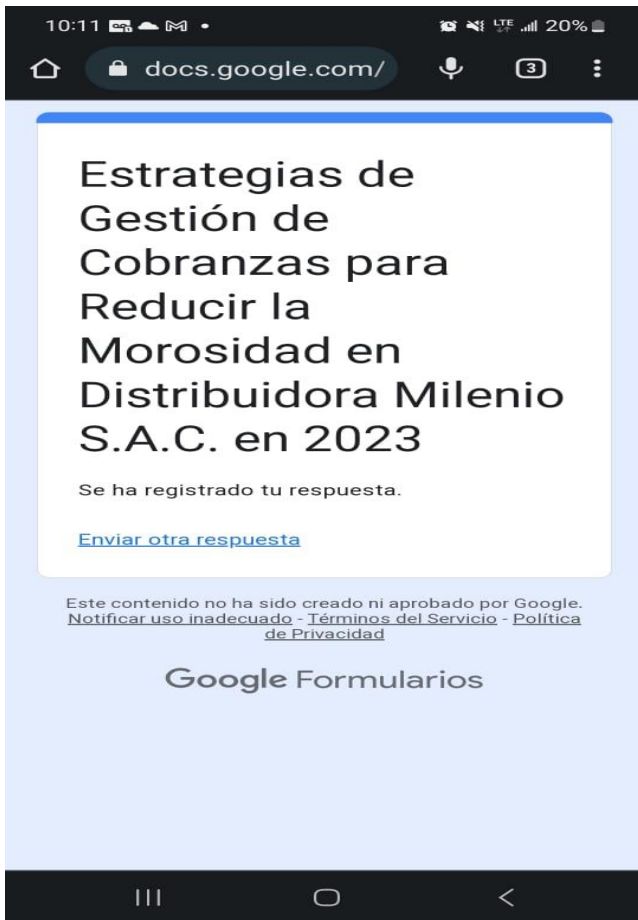 10:11
LTE 20%
docs.google.com/
3
Estrategias de
Gestión de
Cobranzas para
Reducir la
Morosidad en
Distribuidora Milenio
S.A.C. en 2023
Se ha registrado tu respuesta.
Enviar otra respuesta
Este contenido no ha sido creado ni aprobado por Google.
Notificar uso inadecuado - Términos del Servicio - Política
de Privacidad
Google Formularios